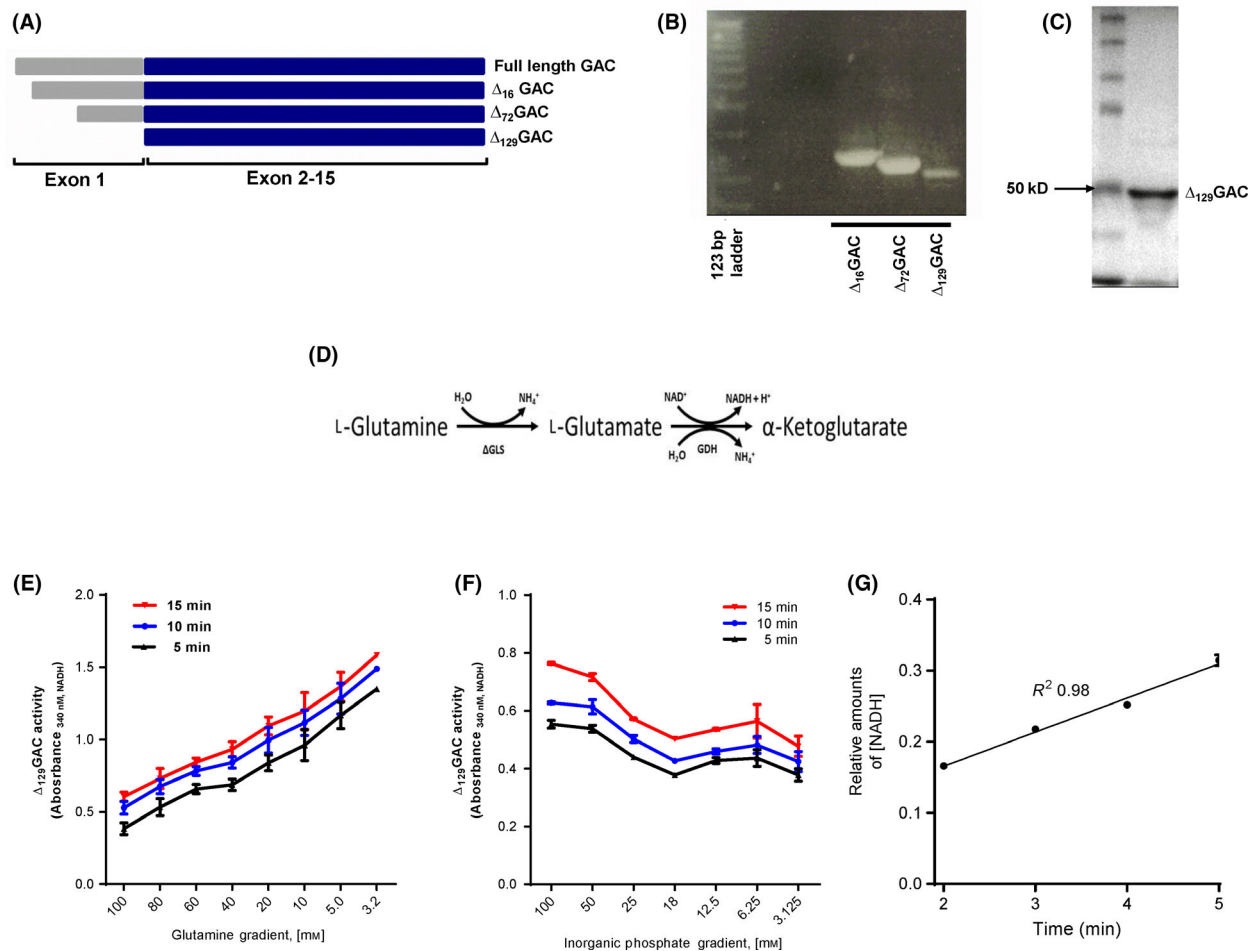 (A)
Full length GAC
Δ16 GAC
Δ72GAC
Δ129GAC
Exon 1
Exon 2-15
(B)
123 bp
ladder
Δ16GAC
Δ72GAC
Δ129GAC
(C)
50 kD
Δ129GAC
(D)
L-Glutamine
H2O
NH4+
ΔGLS
L-Glutamate
NAD+
NADH + H+
H2O
GDH
NH4+
α-Ketoglutarate
(E)
Δ129GAC activity
(Abosrbance 340 nM, NADH)
2.0
1.5
1.0
0.5
0.0
15 min
10 min
5 min
100
80
60
40
20
10
5.0
3.2
Glutamine gradient, [mM]
(F)
Δ129GAC activity
(Abosrbance 340 nM, NADH)
1.0
0.8
0.6
0.4
0.2
0.0
15 min
10 min
5 min
100
50
25
18
12.5
6.25
3.125
Inorganic phosphate gradient, [mM]
(G)
Relative amounts
of [NADH]
0.4
0.3
0.2
0.1
0.0
R2 0.98
2
3
4
5
Time (min)